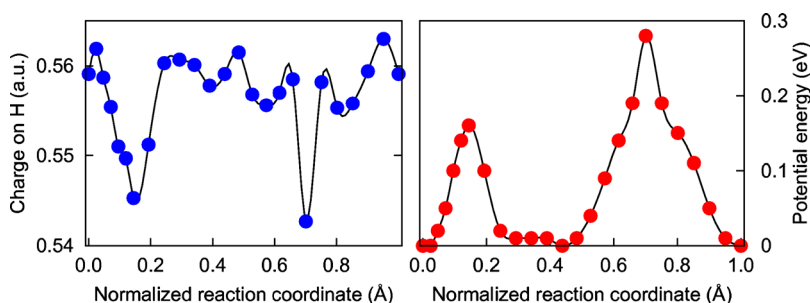 Charge on H (a.u.)
0.56
0.55
0.54
0.0 0.2 0.4 0.6 0.8
Normalized reaction coordinate (Å)
0.0 0.2 0.4 0.6 0.8 1.0
Normalized reaction coordinate (Å)
0.3
0.2
0.1
0
Potential energy (eV)